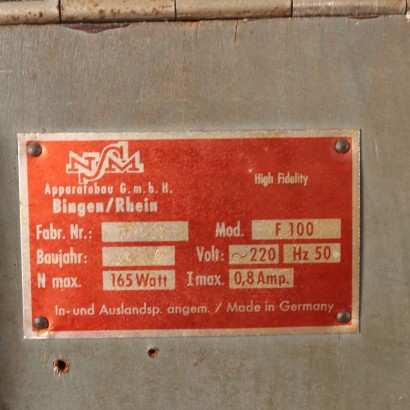 NSM
Apparatebau G.m.b.H.
High Fidelity
Bingen/Rhein
Fabr. Nr.: Mod. F 100
Baujahr: Volt: ~220 Hz 50
N max. 165 Watt I max. 0,8 Amp.
In- und Auslandsp. angem. / Made in Germany